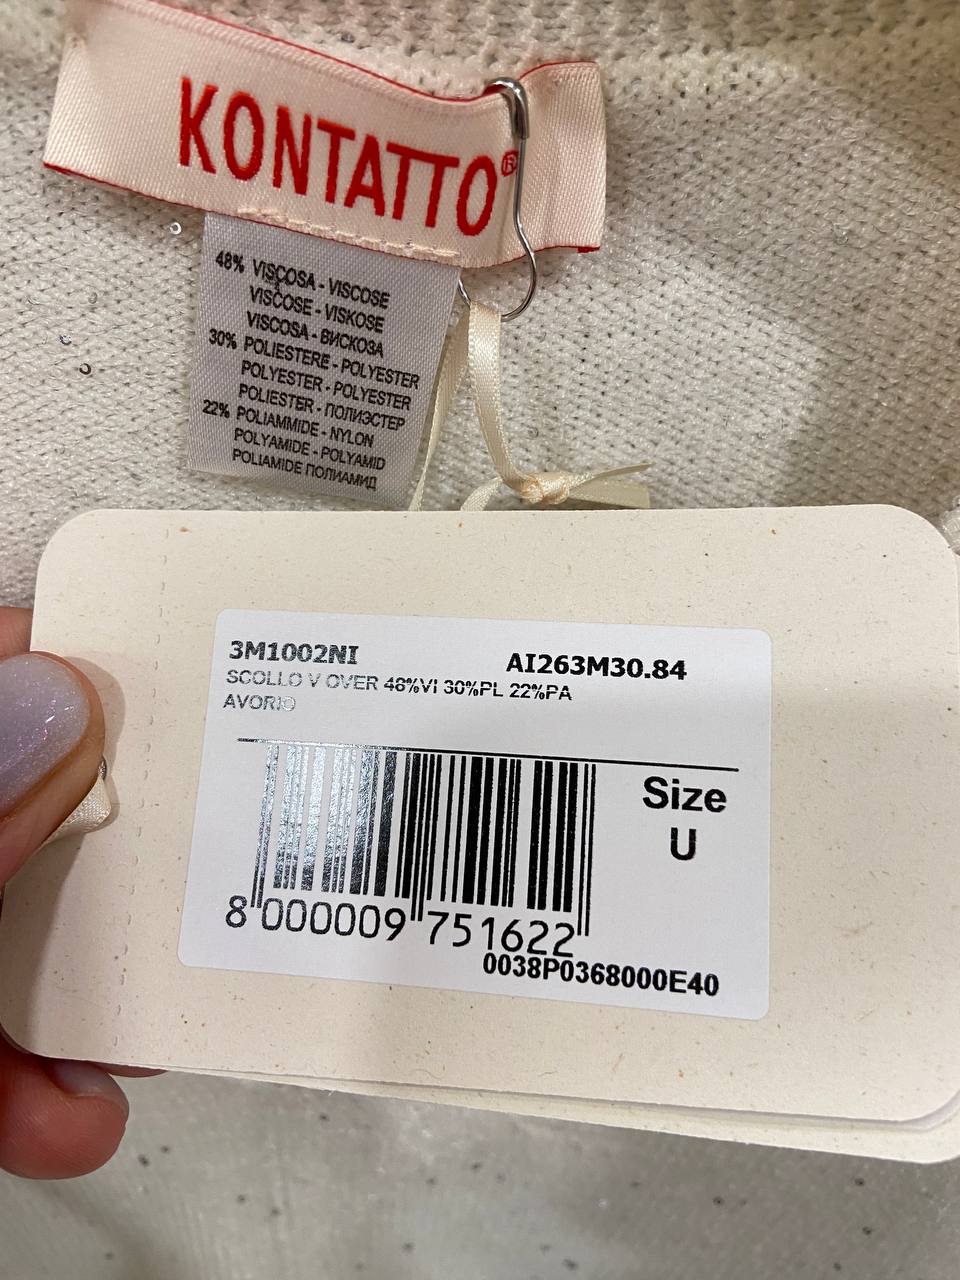 KONTATTO®
48% VISCOSA - VISCOSE
VISCOSE - VISKOSE
VISCOSA - ВИСКОЗА
30% POLIESTERE - POLYESTER
POLYESTER - POLYESTER
POLIESTER - ПОЛИЭСТЕР
22% POLIAMMIDE - NYLON
POLYAMIDE - POLYAMID
POLIAMIDE ПОЛИАМИД
3M1002NI AI263M30.84
SCOLLO V OVER 48%VI 30%PL 22%PA
AVORIO
Size
U
8 000009 751622
0038P0368000E40